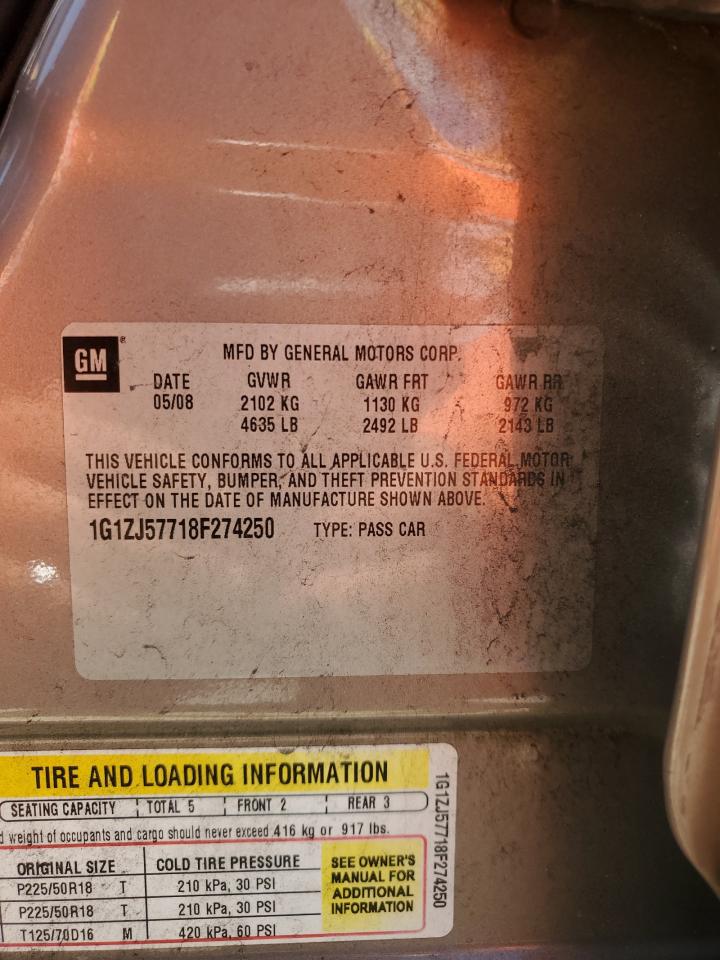 GM ®
MFD BY GENERAL MOTORS CORP.
DATE GVWR GAWR FRT GAWR RR
05/08 2102 KG 1130 KG 972 KG
4635 LB 2492 LB 2143 LB
THIS VEHICLE CONFORMS TO ALL APPLICABLE U.S. FEDERAL MOTOR
VEHICLE SAFETY, BUMPER, AND THEFT PREVENTION STANDARDS IN
EFFECT ON THE DATE OF MANUFACTURE SHOWN ABOVE.
1G1ZJ57718F274250 TYPE: PASS CAR
TIRE AND LOADING INFORMATION
SEATING CAPACITY TOTAL 5 FRONT 2 REAR 3
weight of occupants and cargo should never exceed 416 kg or 917 lbs.
ORIGINAL SIZE COLD TIRE PRESSURE
P225/50R18 T 210 kPa, 30 PSI
P225/50R18 T 210 kPa, 30 PSI
T125/70D16 M 420 kPa, 60 PSI
SEE OWNER'S
MANUAL FOR
ADDITIONAL
INFORMATION
1G1ZJ57718F274250